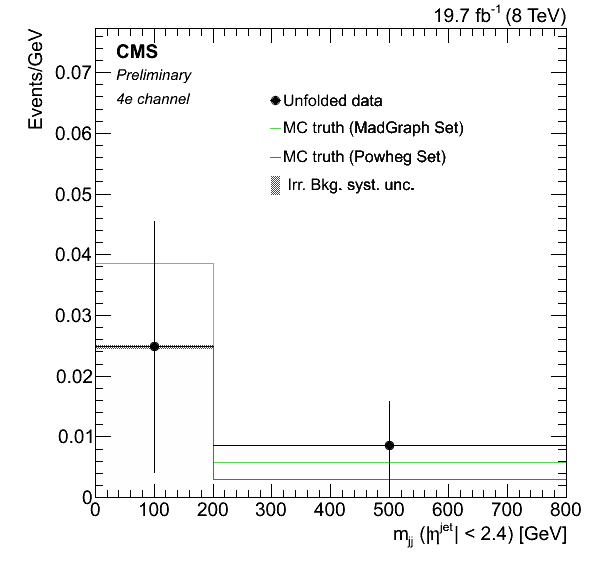 19.7 fb⁻¹ (8 TeV)
Events/GeV
CMS
Preliminary
4e channel
Unfolded data
MC truth (MadGraph Set)
MC truth (Powheg Set)
Irr. Bkg. syst. unc.
0.07
0.06
0.05
0.04
0.03
0.02
0.01
0
0 100 200 300 400 500 600 700 800
m_jj (|η^jet| < 2.4) [GeV]